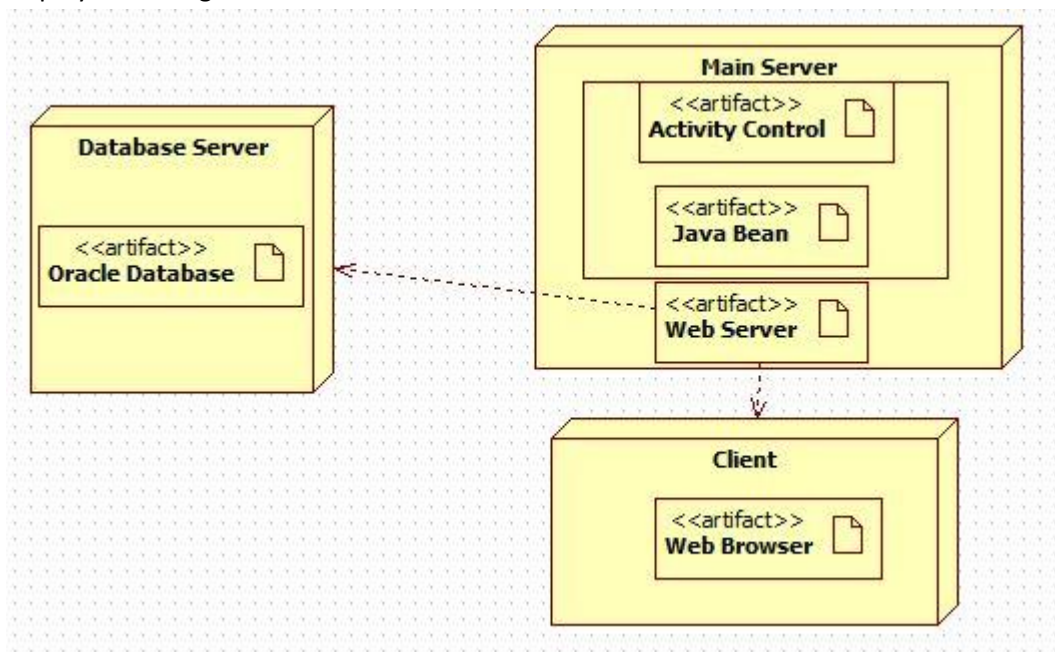 Main Server
<<artifact>>
Activity Control
Database Server
<<artifact>>
Java Bean
<<artifact>>
Oracle Database
<<artifact>>
Web Server
Client
<<artifact>>
Web Browser